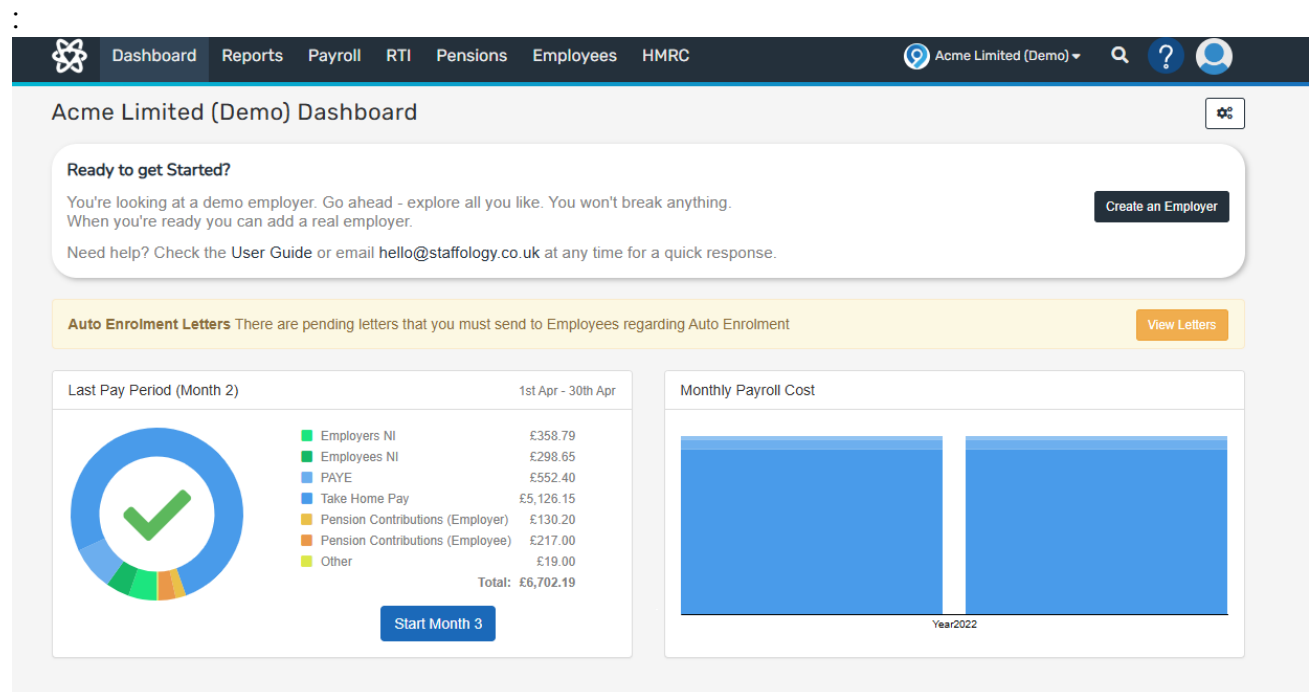 :
Dashboard Reports Payroll RTI Pensions Employees HMRC Acme Limited (Demo) ?
Acme Limited (Demo) Dashboard
Ready to get Started?
You're looking at a demo employer. Go ahead - explore all you like. You won't break anything.
When you're ready you can add a real employer.
Create an Employer
Need help? Check the User Guide or email hello@staffology.co.uk at any time for a quick response.
Auto Enrolment Letters There are pending letters that you must send to Employees regarding Auto Enrolment
View Letters
Last Pay Period (Month 2) 1st Apr - 30th Apr
Employers NI £358.79
Employees NI £298.65
PAYE £552.40
Take Home Pay £5,126.15
Pension Contributions (Employer) £130.20
Pension Contributions (Employee) £217.00
Other £19.00
Total: £6,702.19
Start Month 3
Monthly Payroll Cost
Year2022